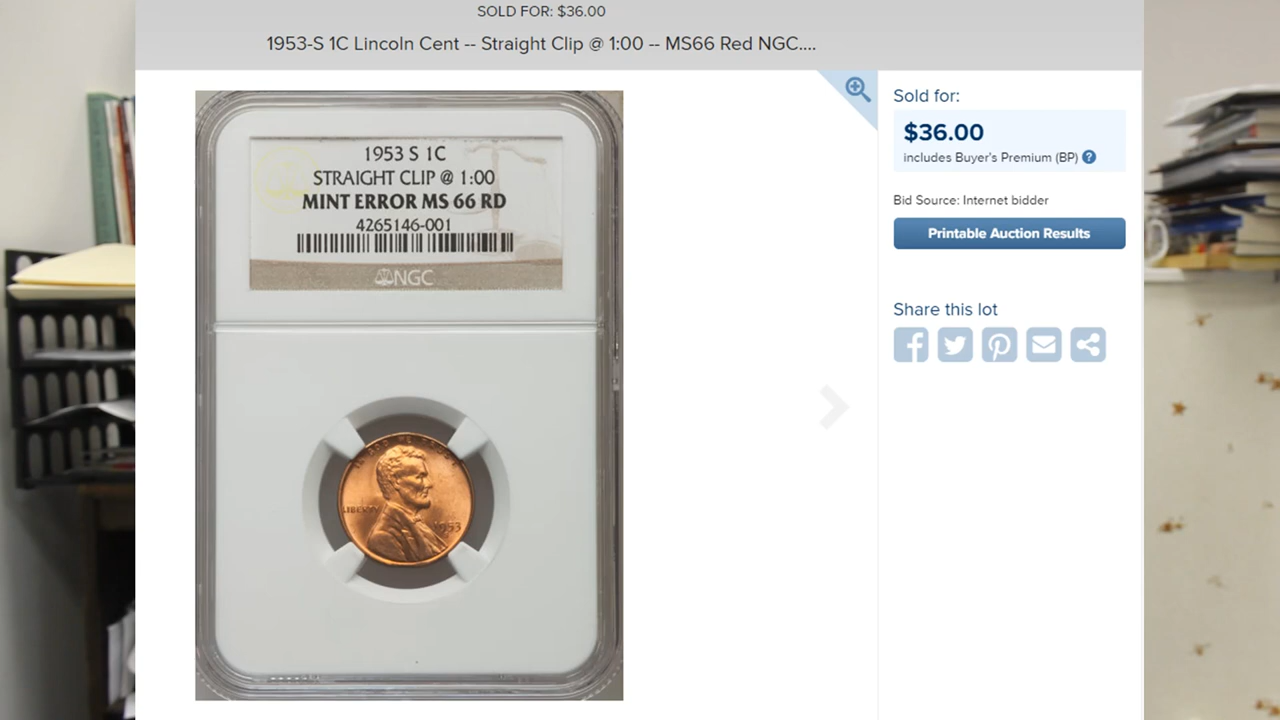 SOLD FOR: $36.00
1953-S 1C Lincoln Cent -- Straight Clip @ 1:00 -- MS66 Red NGC....
1953 S 1C
STRAIGHT CLIP @ 1:00
MINT ERROR MS 66 RD
4265146-001
NGC
LIBERTY
1953
Sold for:
$36.00
includes Buyer's Premium (BP) ?
Bid Source: Internet bidder
Printable Auction Results
Share this lot